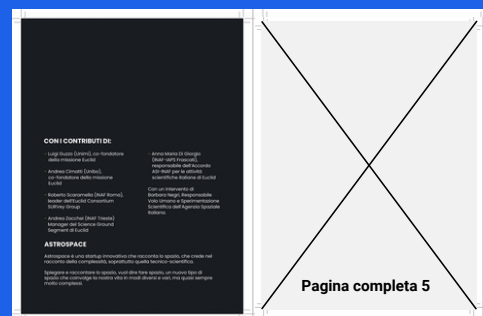 CON I CONTRIBUTI DI:
- Luigi Guzzo (Unimi), co-fondatore
della missione Euclid
- Andrea Cimatti (Unibo),
co-fondatore della missione
Euclid
- Roberto Scaramella (INAF Roma),
leader dell'Euclid Consortium
Survey Group
- Andrea Zacchei (INAF Trieste)
Manager del Science Ground
Segment di Euclid
- Anna Maria Di Giorgio
(INAF-IAPS Frascati),
responsabile dell'Accordo
ASI-INAF per le attività
scientifiche italiane di Euclid
Con un intervento di
Barbara Negri, Responsabile
Volo Umano e Sperimentazione
Scientifica dell'Agenzia Spaziale
Italiana.
ASTROSPACE
Astrospace è una startup innovativa che racconta lo spazio, che crede nel
racconto della complessità, soprattutto quella tecnico-scientifica.
Spiegare e raccontare lo spazio, vuol dire fare spazio, un nuovo tipo di
spazio che coinvolge la nostra vita in modi diversi e vari, ma quasi sempre
molto complessi.
Pagina completa 5